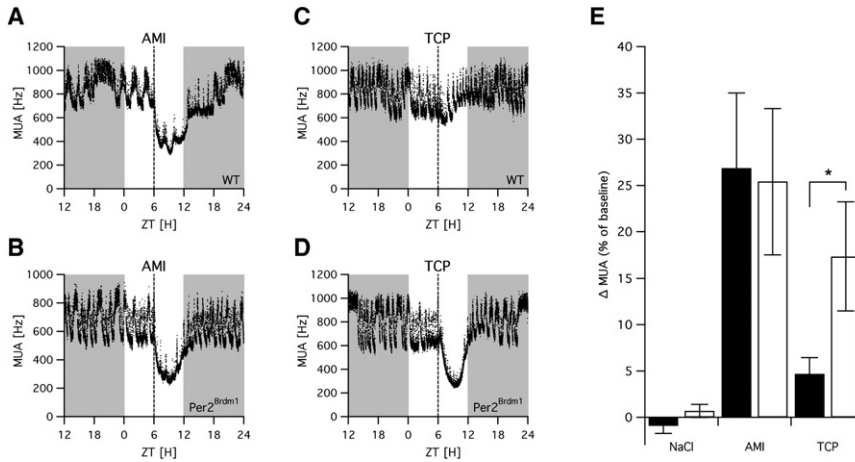 A
AMI
1200
1000
800
600
400
200
0
MUA [Hz]
WT
12 18 0 6 12 18 24
ZT [H]
B
AMI
1000
800
600
400
200
0
MUA [Hz]
Per2Brdm1
12 18 0 6 12 18 24
ZT [H]
C
TCP
1200
1000
800
600
400
200
0
MUA [Hz]
WT
12 18 0 6 12 18 24
ZT [H]
D
TCP
1200
1000
800
600
400
200
0
MUA [Hz]
Per2Brdm1
12 18 0 6 12 18 24
ZT [H]
E
40
35
30
25
20
15
10
5
0
Δ MUA (% of baseline)
*
NaCl AMI TCP